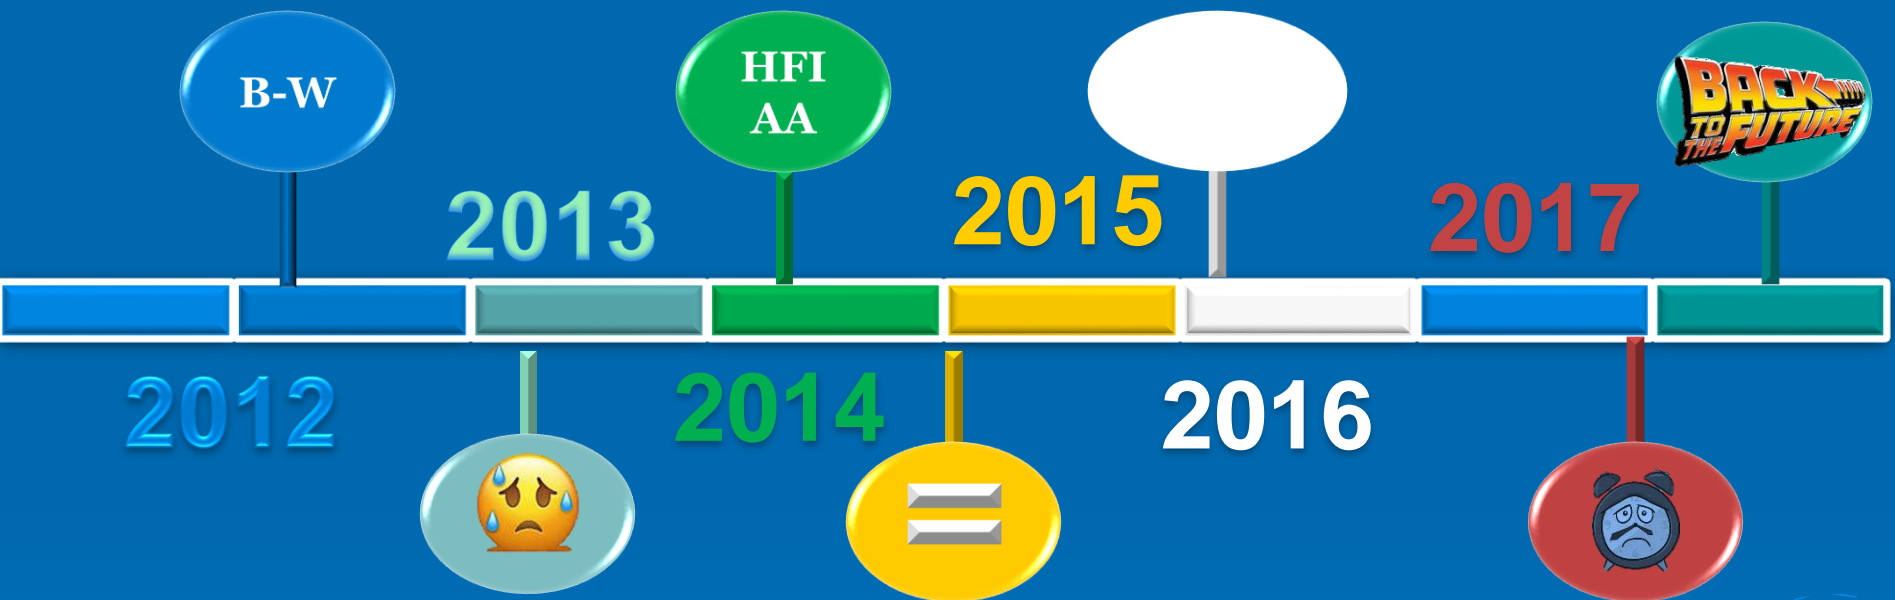 B-W
HFI
AA
BACK
TO THE FUTURE
2013
2015
2017
2012
2014
2016
=